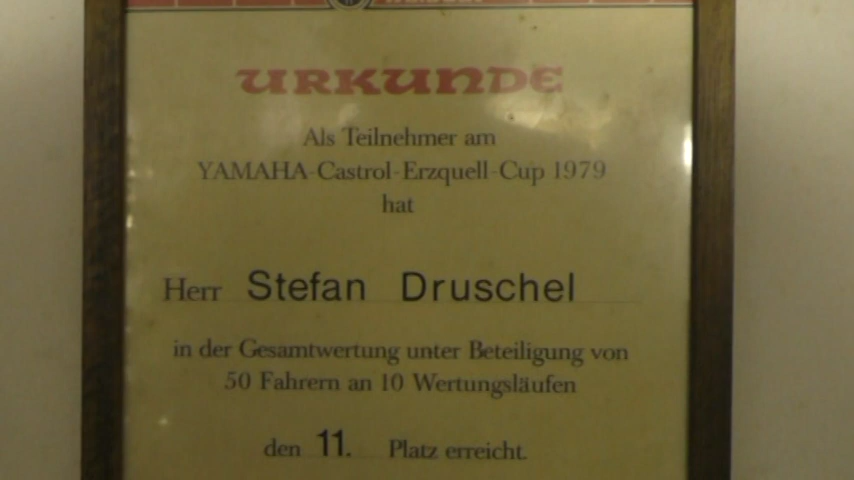 URKUNDE
Als Teilnehmer am
YAMAHA-Castrol-Erzquell-Cup 1979
hat
Herr Stefan Druschel
in der Gesamtwertung unter Beteiligung von
50 Fahrern an 10 Wertungsläufen
den 11. Platz erreicht.